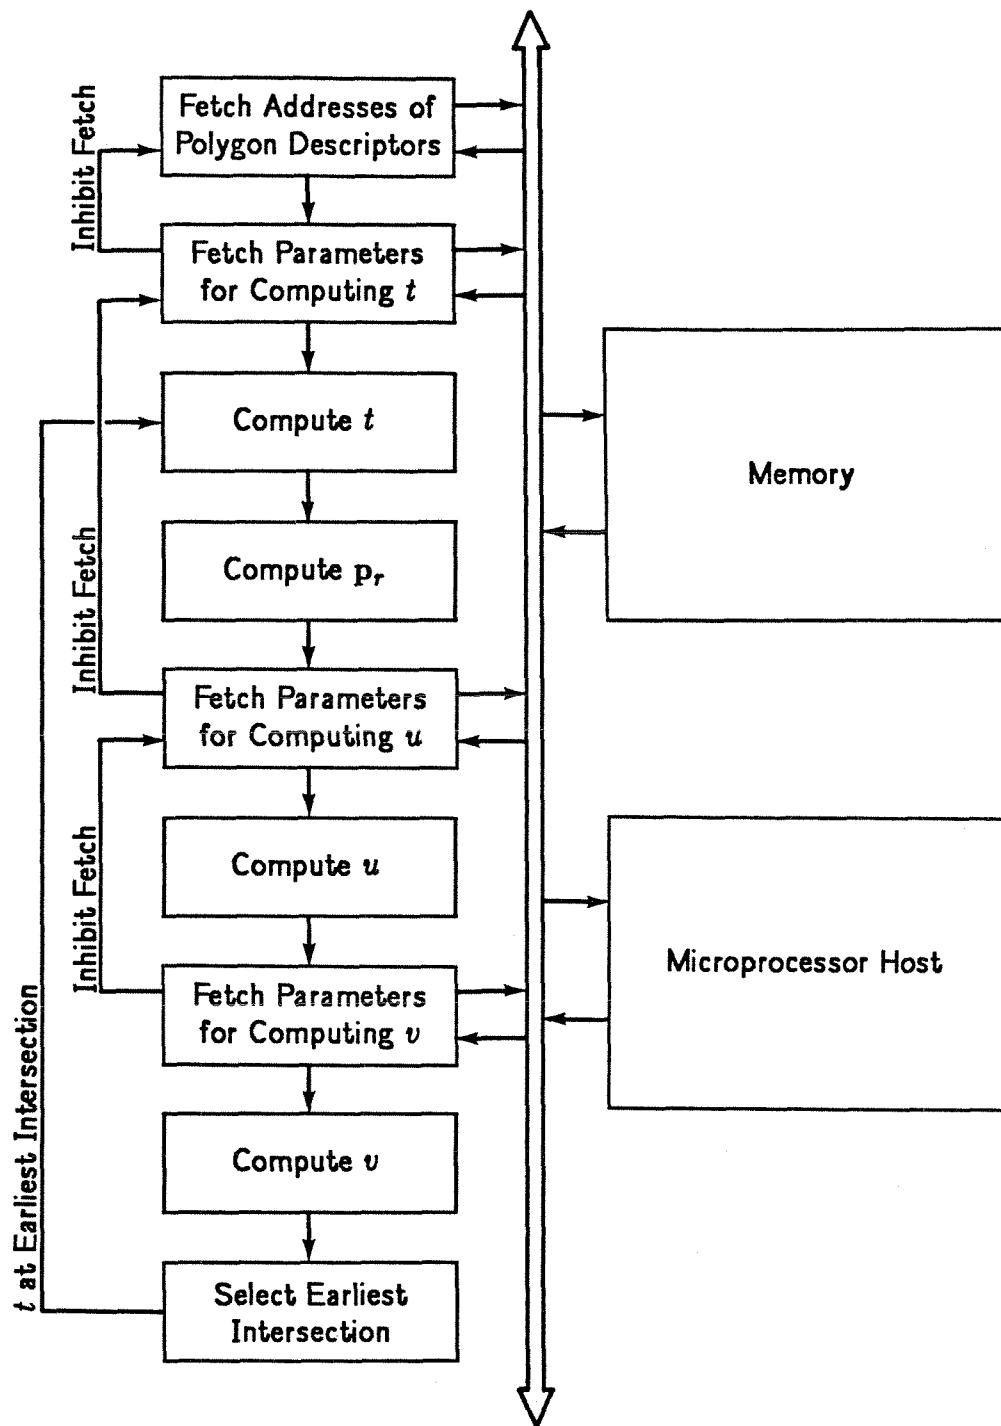 Fetch Addresses of
Polygon Descriptors
Inhibit Fetch
Fetch Parameters
for Computing t
Compute t
Memory
Compute pᵣ
Inhibit Fetch
Fetch Parameters
for Computing u
Compute u
Inhibit Fetch
Microprocessor Host
Fetch Parameters
for Computing v
t at Earliest Intersection
Compute v
Select Earliest
Intersection